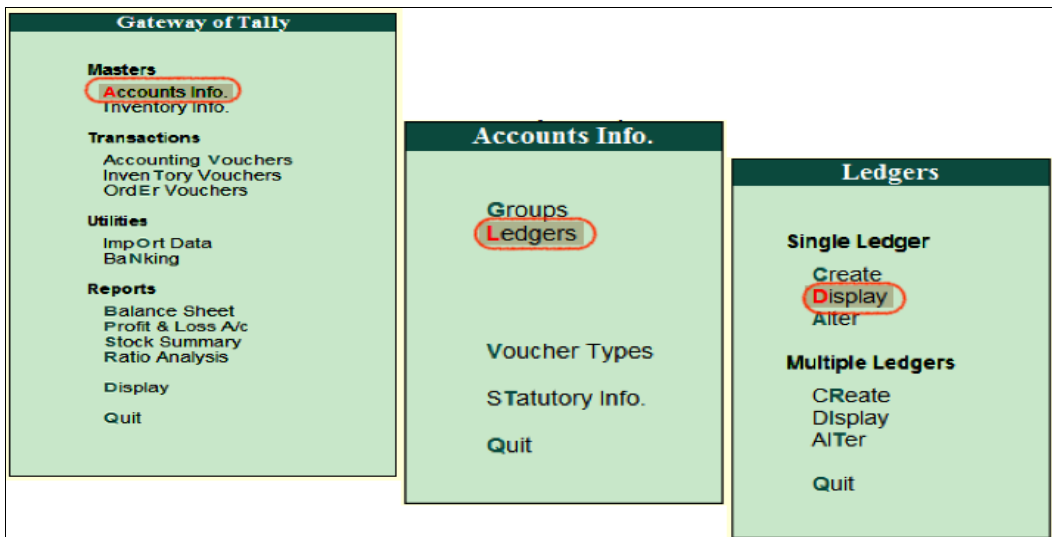 Gateway of Tally
Masters
Accounts Info.
Inventory Info.
Transactions
Accounting Vouchers
InvenTory Vouchers
OrdEr Vouchers
Utilities
ImpOrt Data
BaNking
Reports
Balance Sheet
Profit & Loss A/c
Stock Summary
Ratio Analysis
Display
Quit
Accounts Info.
Groups
Ledgers
Voucher Types
STatutory Info.
Quit
Ledgers
Single Ledger
Create
Display
Alter
Multiple Ledgers
CReate
DIsplay
AlTer
Quit